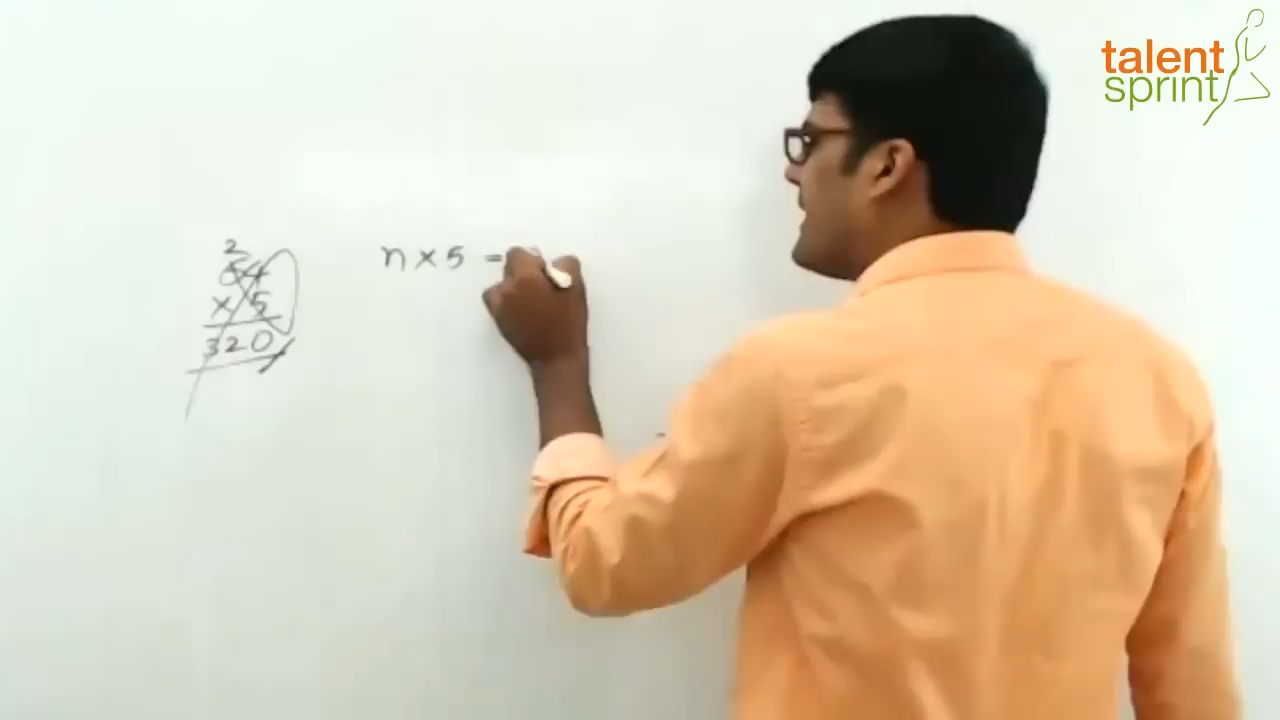 talent
sprint
2
64
× 5
320
n × 5 =